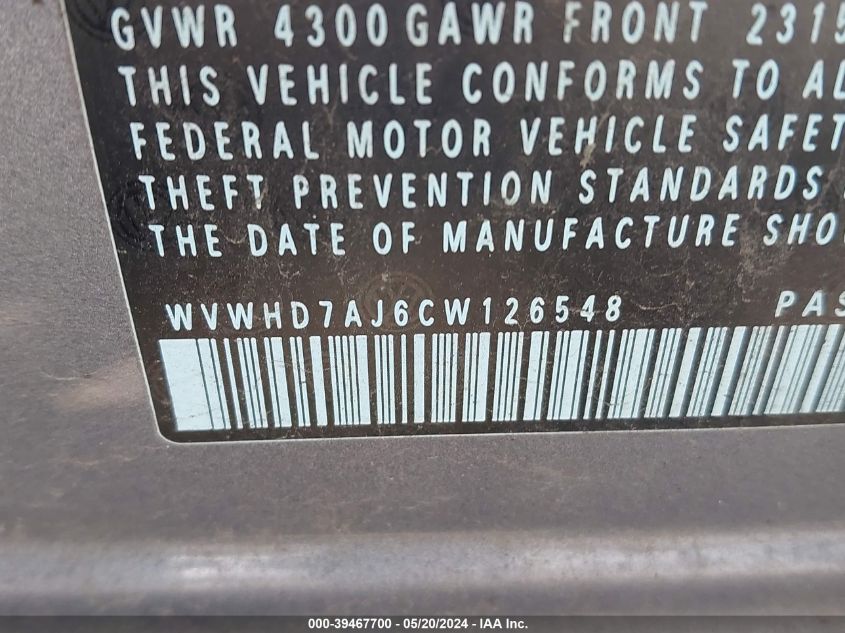 GVWR 4300 GAWR FRONT 2315
THIS VEHICLE CONFORMS TO AL
FEDERAL MOTOR VEHICLE SAFET
THEFT PREVENTION STANDARDS
THE DATE OF MANUFACTURE SHO
WVWHD7AJ6CW126548 PAS
000-39467700 - 05/20/2024 - IAA Inc.